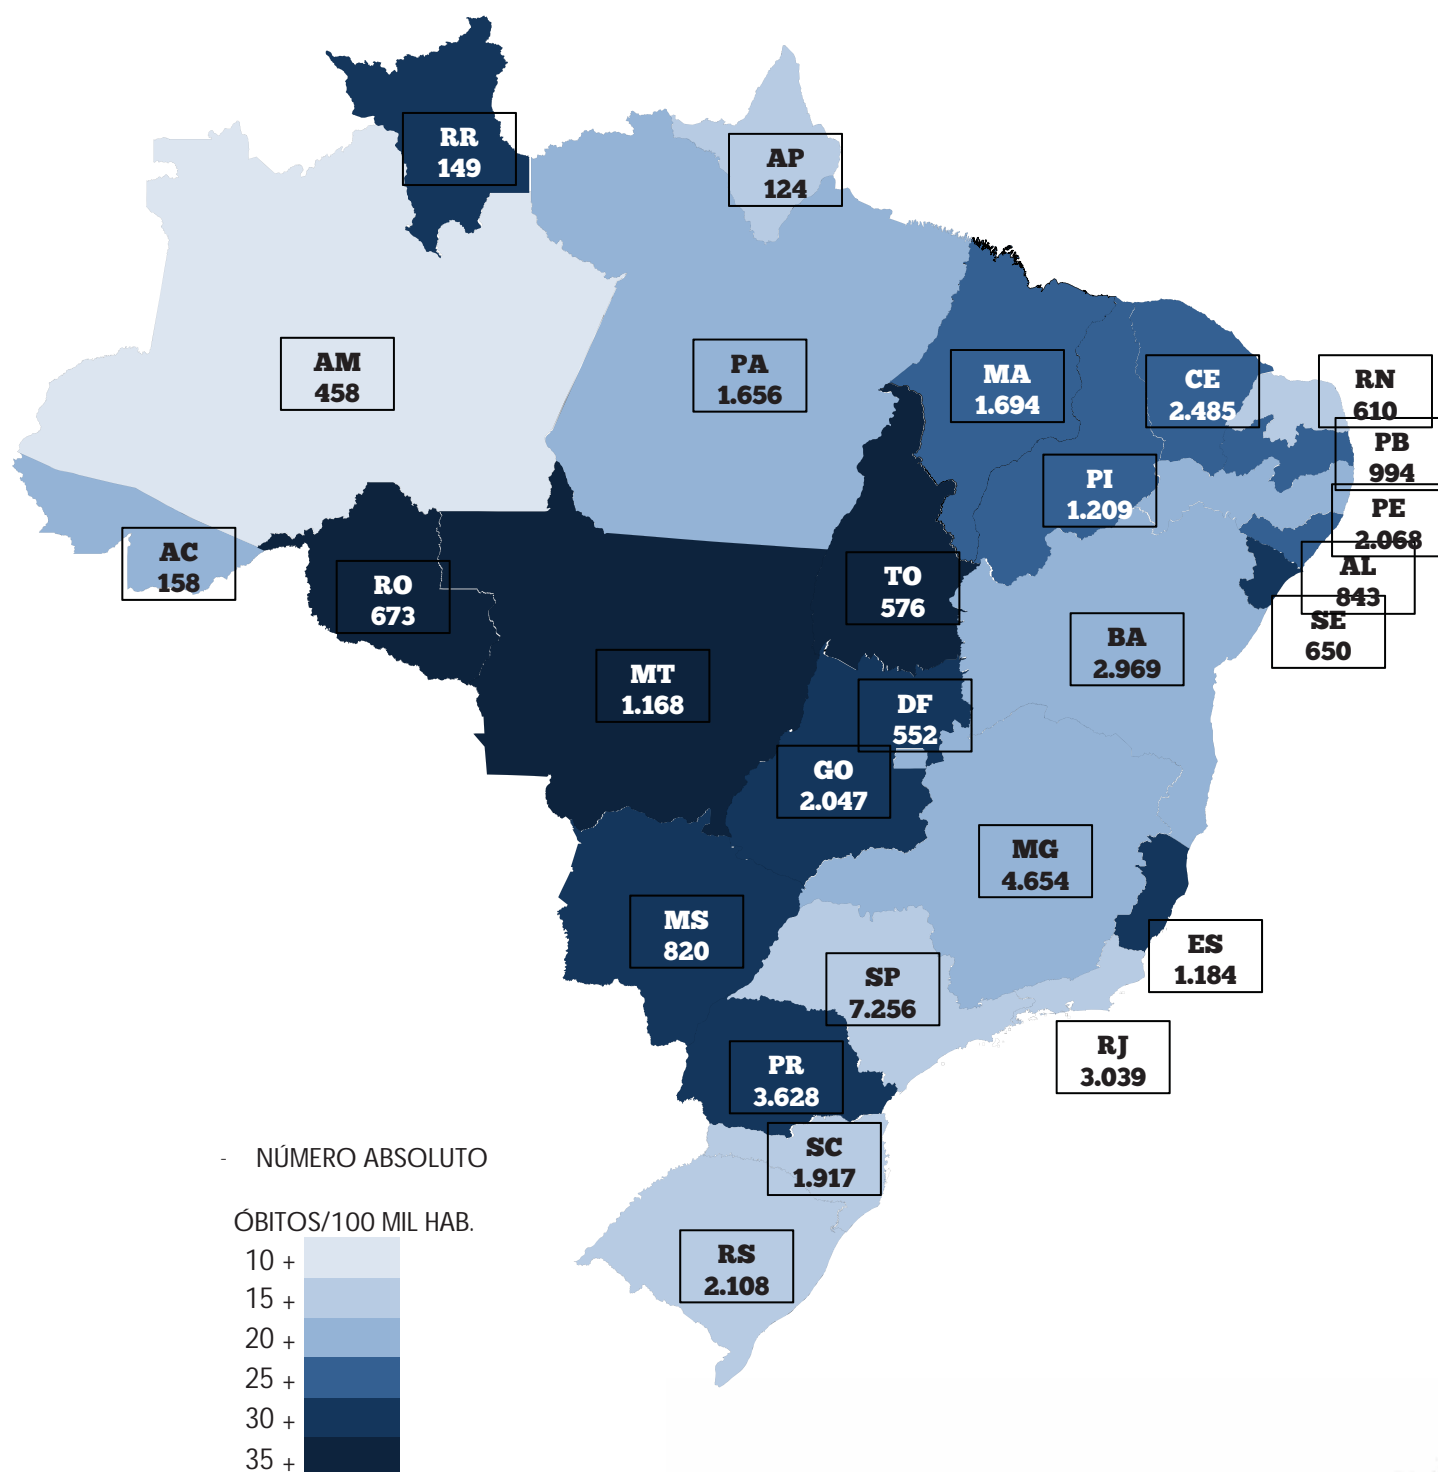 RR
149
AP
124
AM
458
PA
1.656
MA
1.694
CE
2.485
RN
610
PB
994
PI
1.209
PE
2.068
AC
158
RO
673
TO
576
AL
843
SE
650
BA
2.969
MT
1.168
DF
552
GO
2.047
MG
4.654
MS
820
ES
1.184
SP
7.256
RJ
3.039
PR
3.628
SC
1.917
RS
2.108
- NÚMERO ABSOLUTO
ÓBITOS/100 MIL HAB.
10 +
15 +
20 +
25 +
30 +
35 +